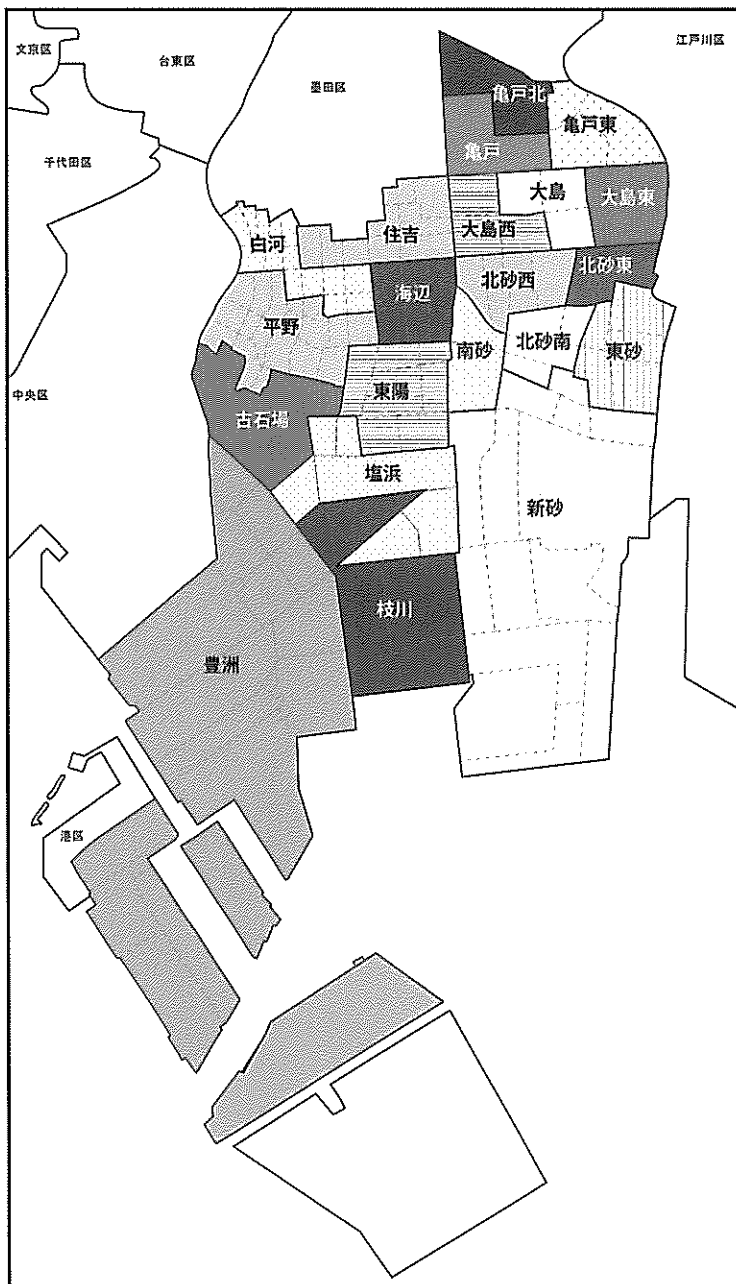 文京区
台東区
江戸川区
墨田区
亀戸北
亀戸東
千代田区
亀戸
大島
大島東
白河
住吉
大島西
海辺
北砂西
北砂東
平野
南砂
北砂南
東砂
中央区
古石場
東陽
塩浜
新砂
枝川
豊洲
港区